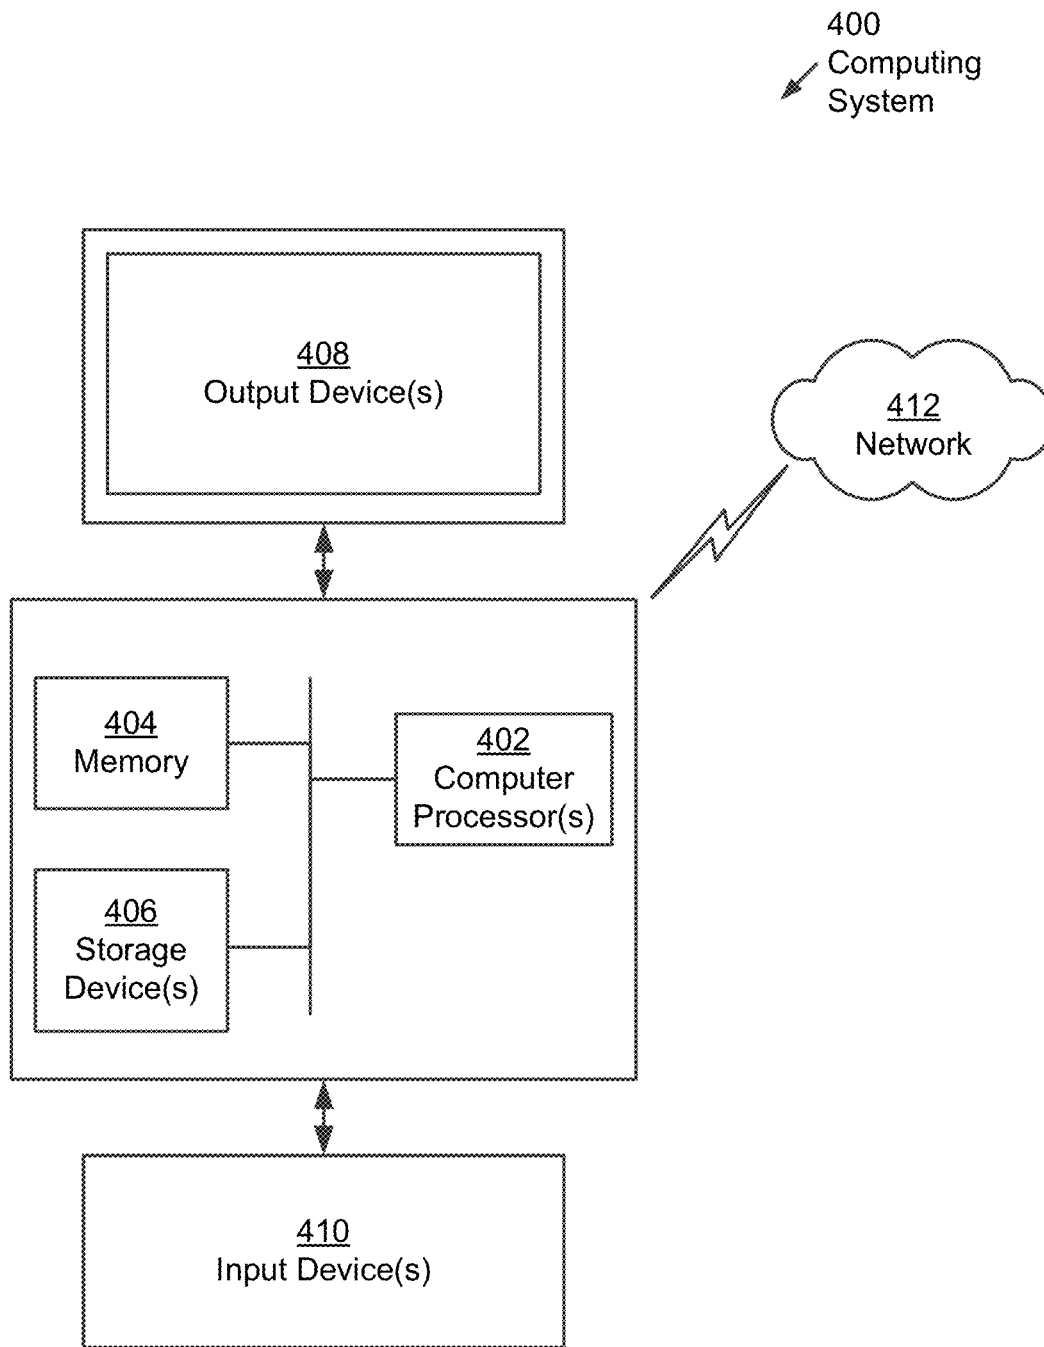 400
Computing
System
408
Output Device(s)
412
Network
404
Memory
402
Computer
Processor(s)
406
Storage
Device(s)
410
Input Device(s)